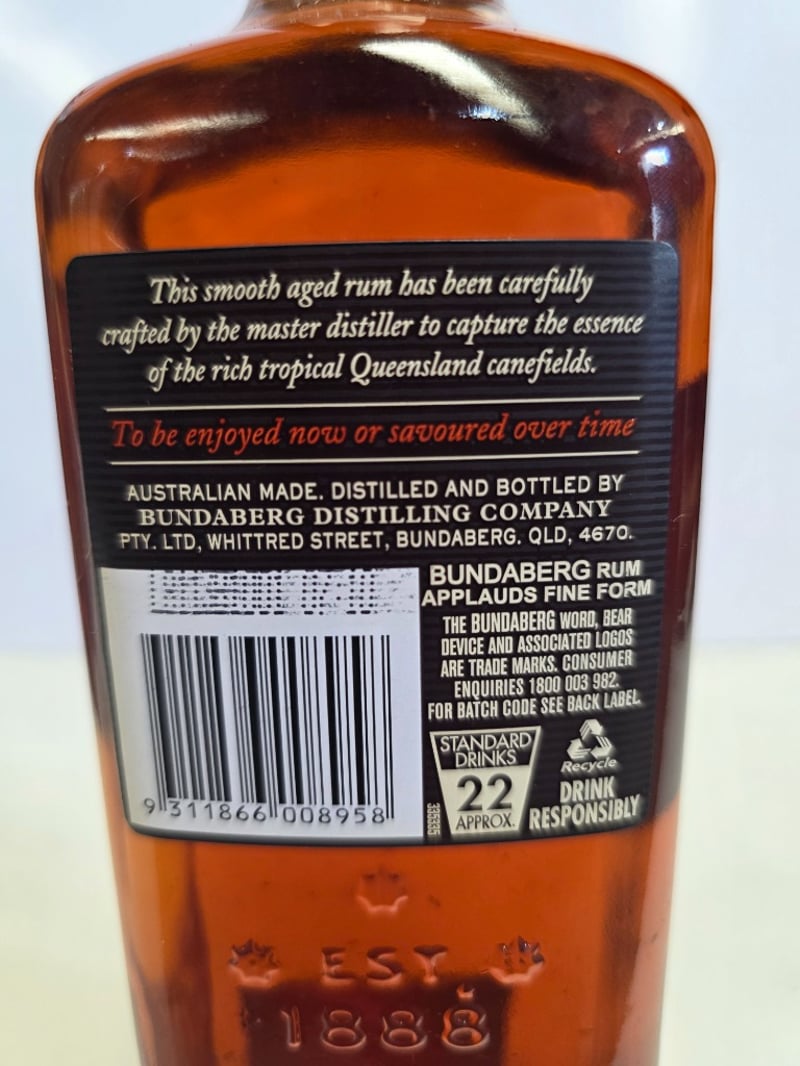 This smooth aged rum has been carefully
crafted by the master distiller to capture the essence
of the rich tropical Queensland canefields.
To be enjoyed now or savoured over time
AUSTRALIAN MADE. DISTILLED AND BOTTLED BY
BUNDABERG DISTILLING COMPANY
PTY. LTD, WHITTRED STREET, BUNDABERG. QLD, 4670.
BUNDABERG RUM
APPLAUDS FINE FORM
THE BUNDABERG WORD, BEAR
DEVICE AND ASSOCIATED LOGOS
ARE TRADE MARKS. CONSUMER
ENQUIRIES 1800 003 982.
FOR BATCH CODE SEE BACK LABEL.
STANDARD
DRINKS
22
APPROX.
Recycle
DRINK
RESPONSIBLY
9 311866 008958
EST
1888